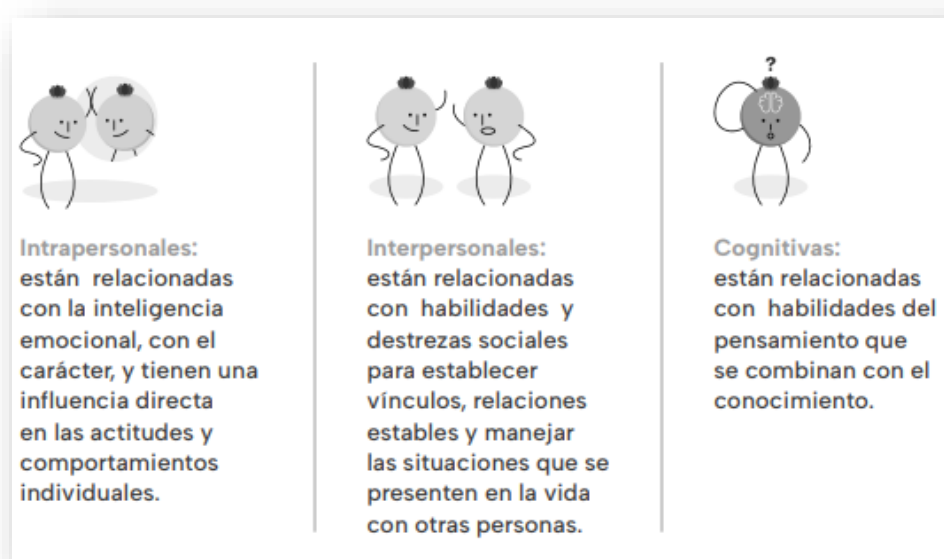 Intrapersonales:
están relacionadas
con la inteligencia
emocional, con el
carácter, y tienen una
influencia directa
en las actitudes y
comportamientos
individuales.
Interpersonales:
están relacionadas
con habilidades y
destrezas sociales
para establecer
vínculos, relaciones
estables y manejar
las situaciones que se
presenten en la vida
con otras personas.
?
Cognitivas:
están relacionadas
con habilidades del
pensamiento que
se combinan con el
conocimiento.